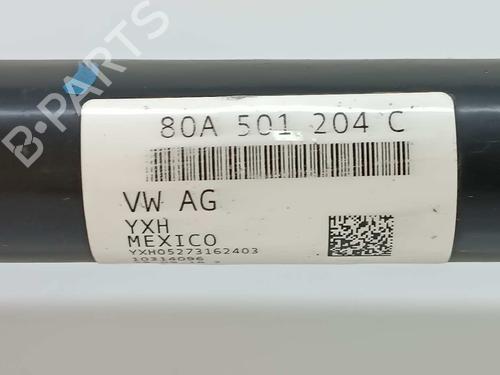 B-PARTS
80A 501 204 C
VW AG
YXH
MEXICO
YXH05273162403
10314096